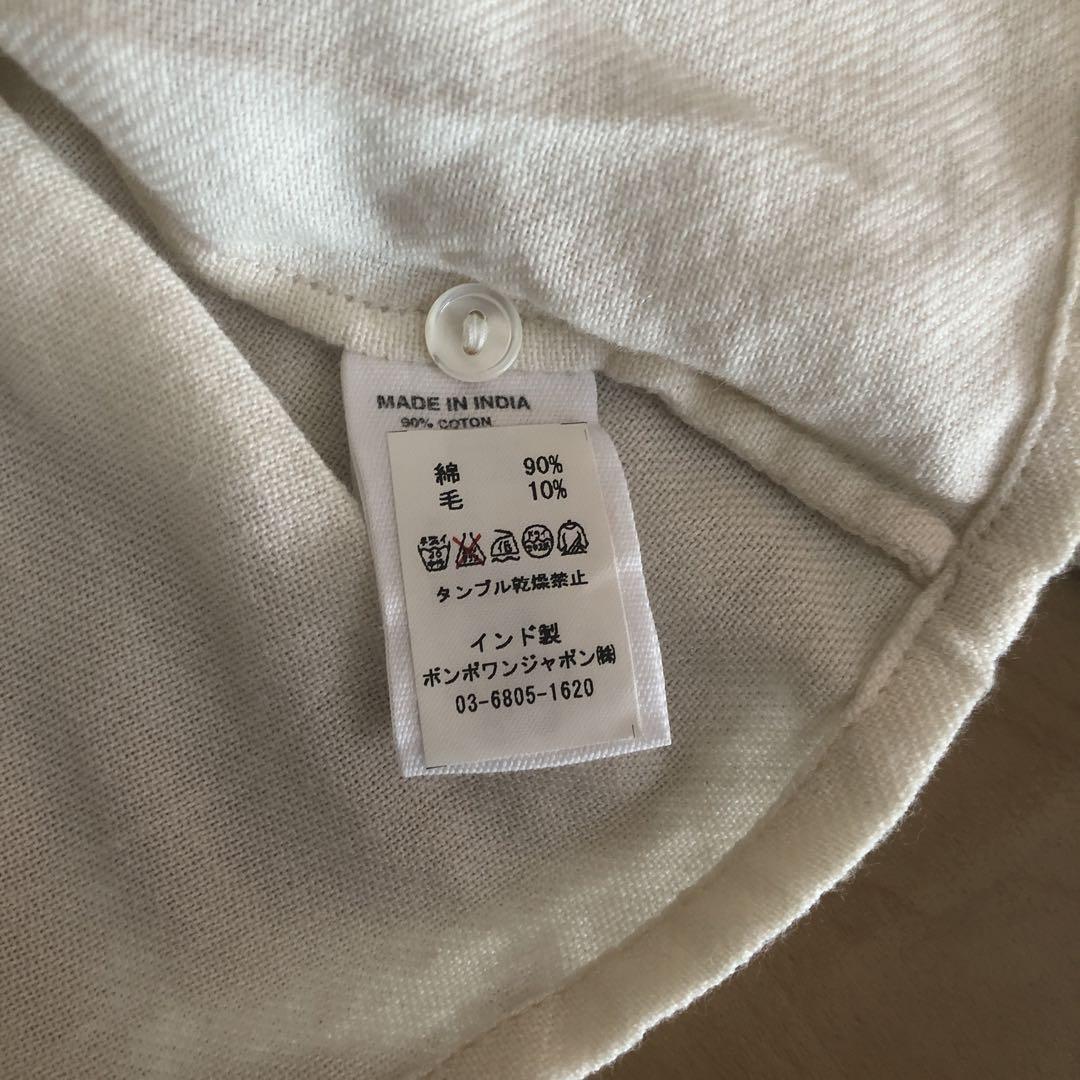 MADE IN INDIA
90% COTON
綿 90%
毛 10%
タンブル乾燥禁止
インド製
ボンポワンジャポン㈱
03-6805-1620